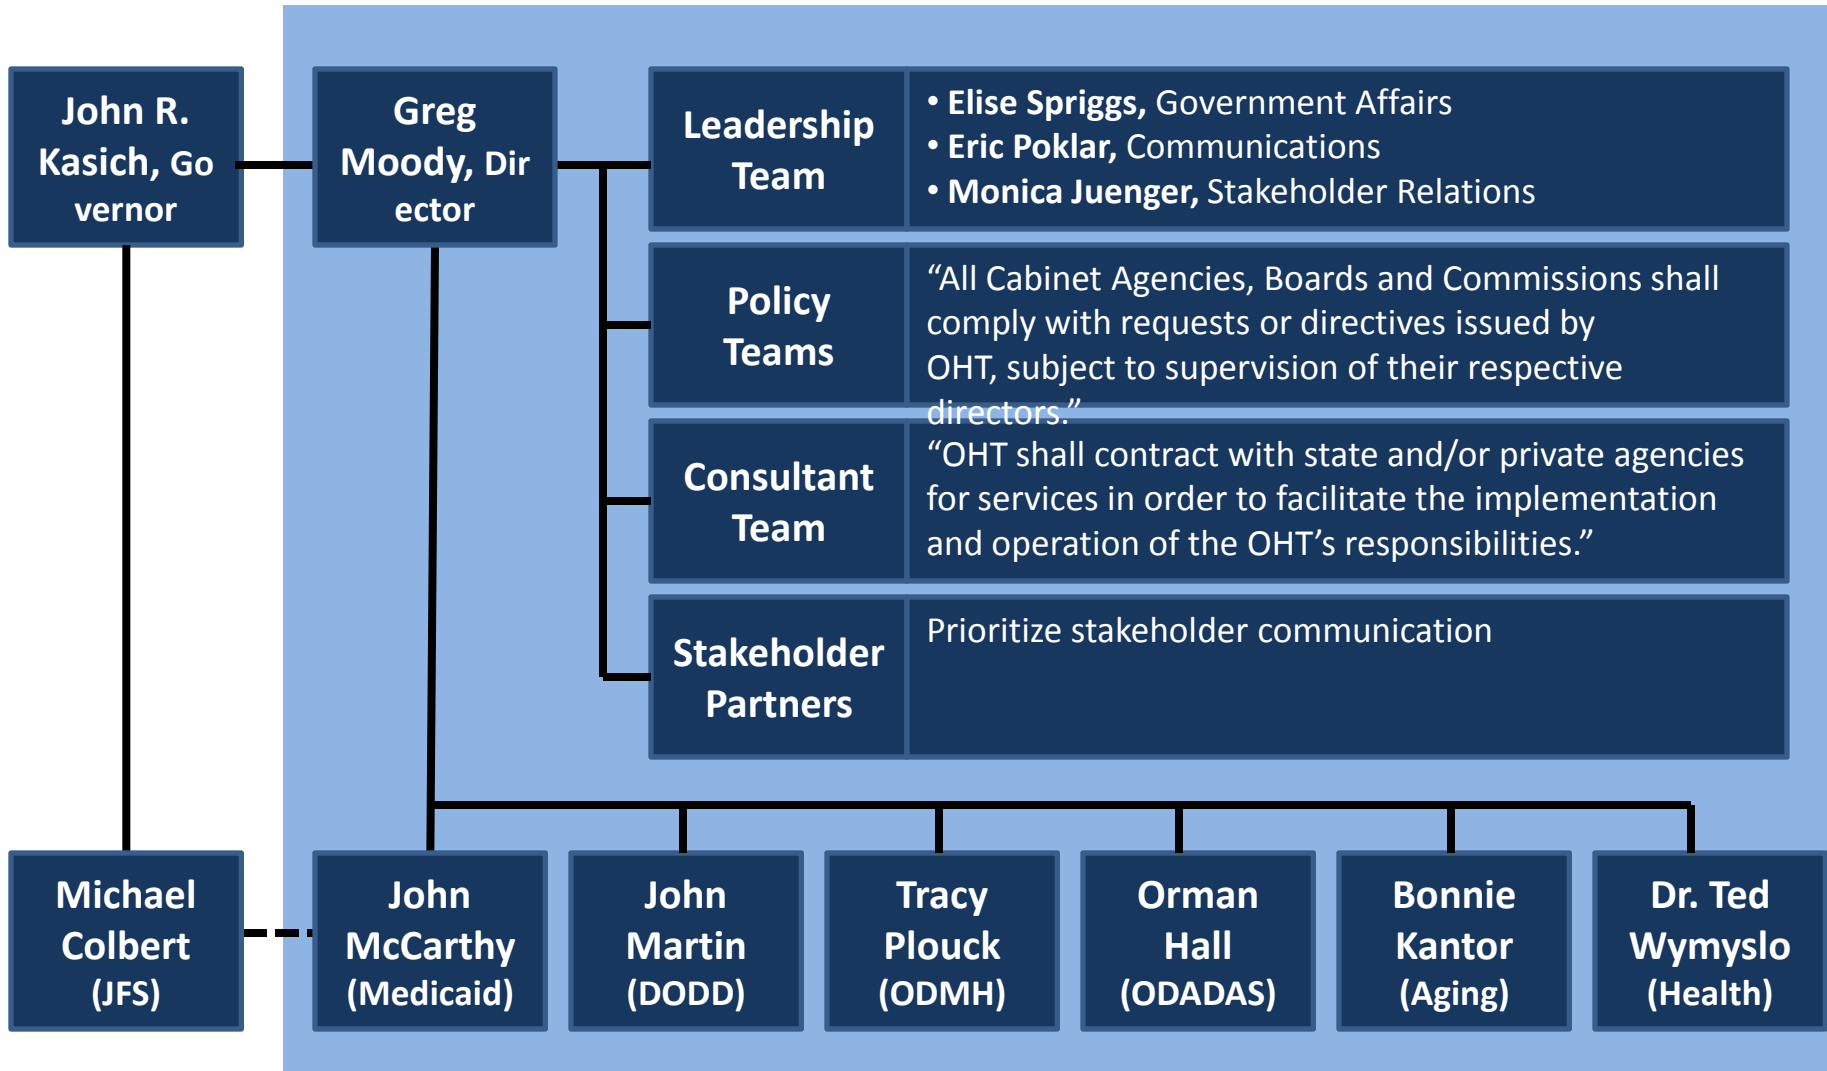 John R.
Kasich, Go
vernor
Greg
Moody, Dir
ector
Leadership
Team
• Elise Spriggs, Government Affairs
• Eric Poklar, Communications
• Monica Juenger, Stakeholder Relations
Policy
Teams
“All Cabinet Agencies, Boards and Commissions shall
comply with requests or directives issued by
OHT, subject to supervision of their respective
directors.”
Consultant
Team
“OHT shall contract with state and/or private agencies
for services in order to facilitate the implementation
and operation of the OHT’s responsibilities.”
Stakeholder
Partners
Prioritize stakeholder communication
Michael
Colbert
(JFS)
John
McCarthy
(Medicaid)
John
Martin
(DODD)
Tracy
Plouck
(ODMH)
Orman
Hall
(ODADAS)
Bonnie
Kantor
(Aging)
Dr. Ted
Wymyslo
(Health)